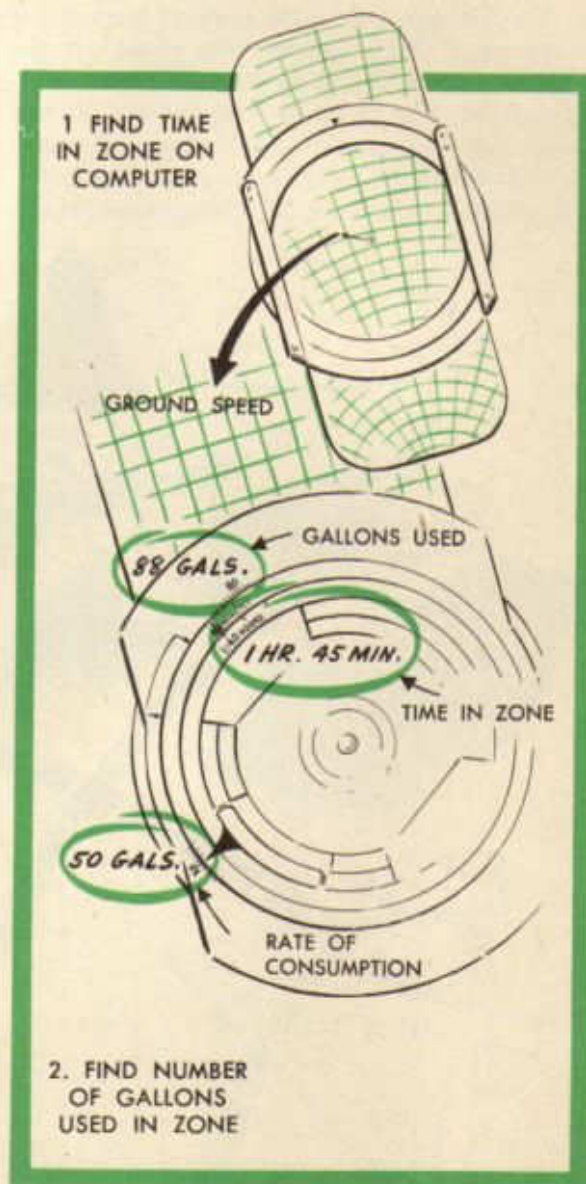 1 FIND TIME
IN ZONE ON
COMPUTER
GROUND SPEED
GALLONS USED
88 GALS.
80
1 HR. 45 MIN.
TIME IN ZONE
50 GALS.
RATE OF
CONSUMPTION
2. FIND NUMBER
OF GALLONS
USED IN ZONE